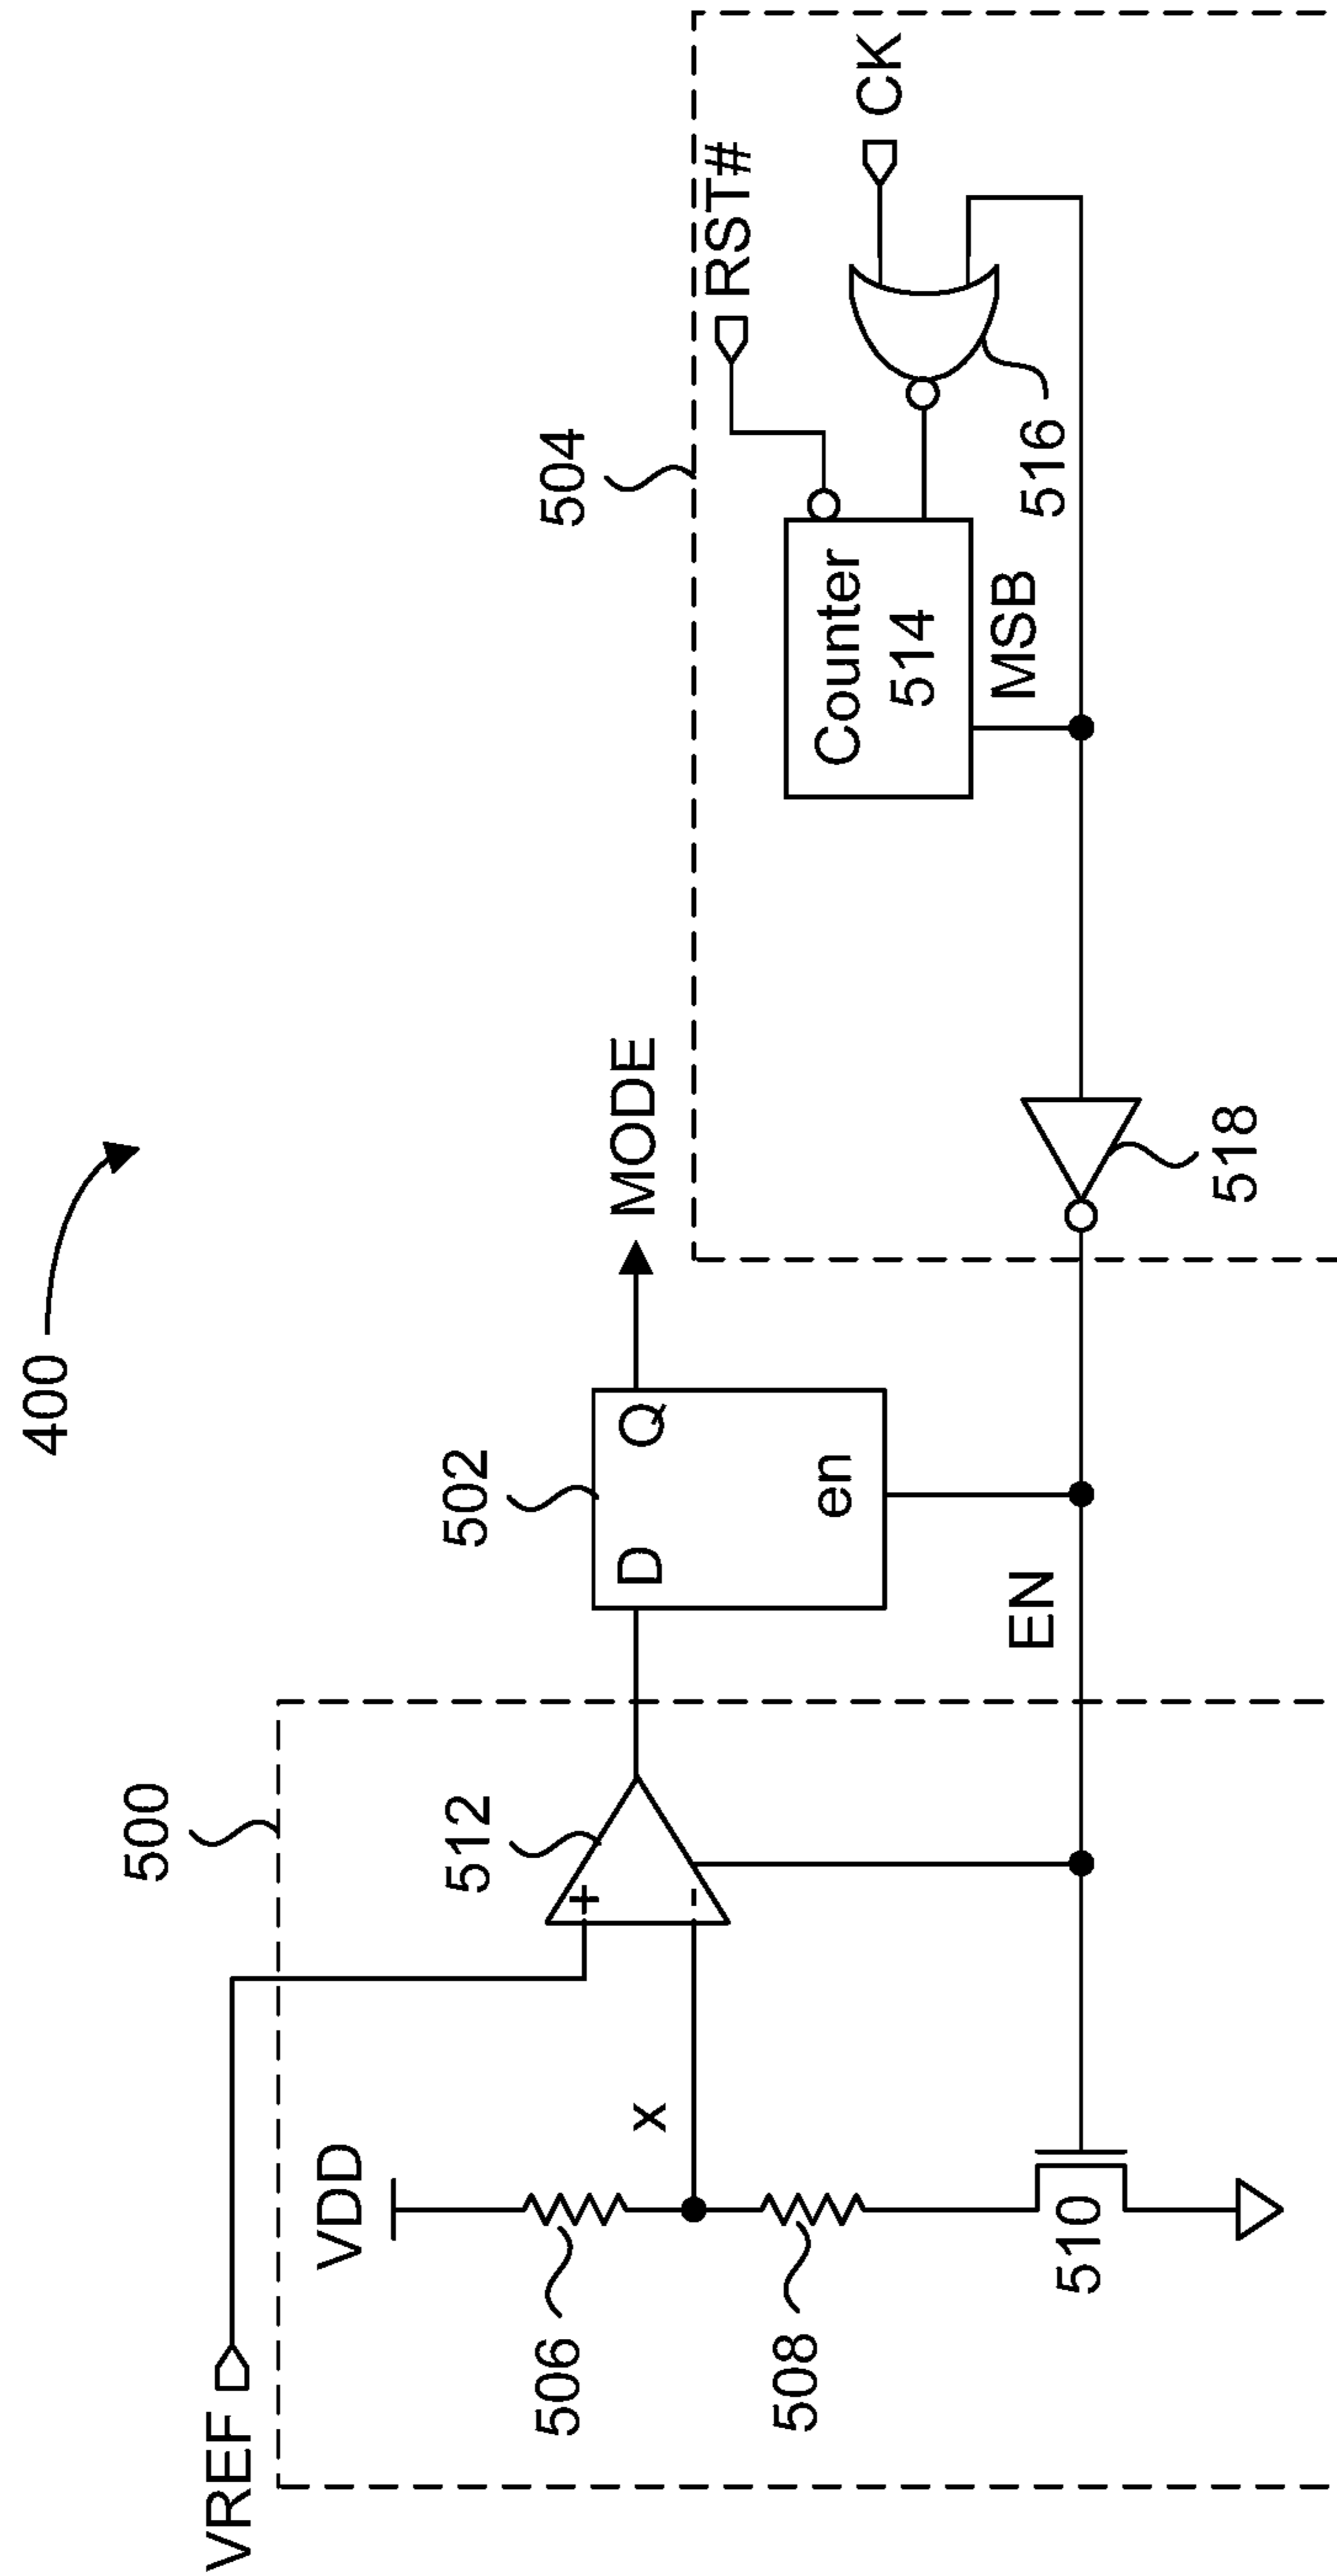 400
500
VREF
VDD
506
508
510
x
512
+
-
502
D
Q
en
EN
MODE
504
RST#
CK
Counter
514
MSB
516
518